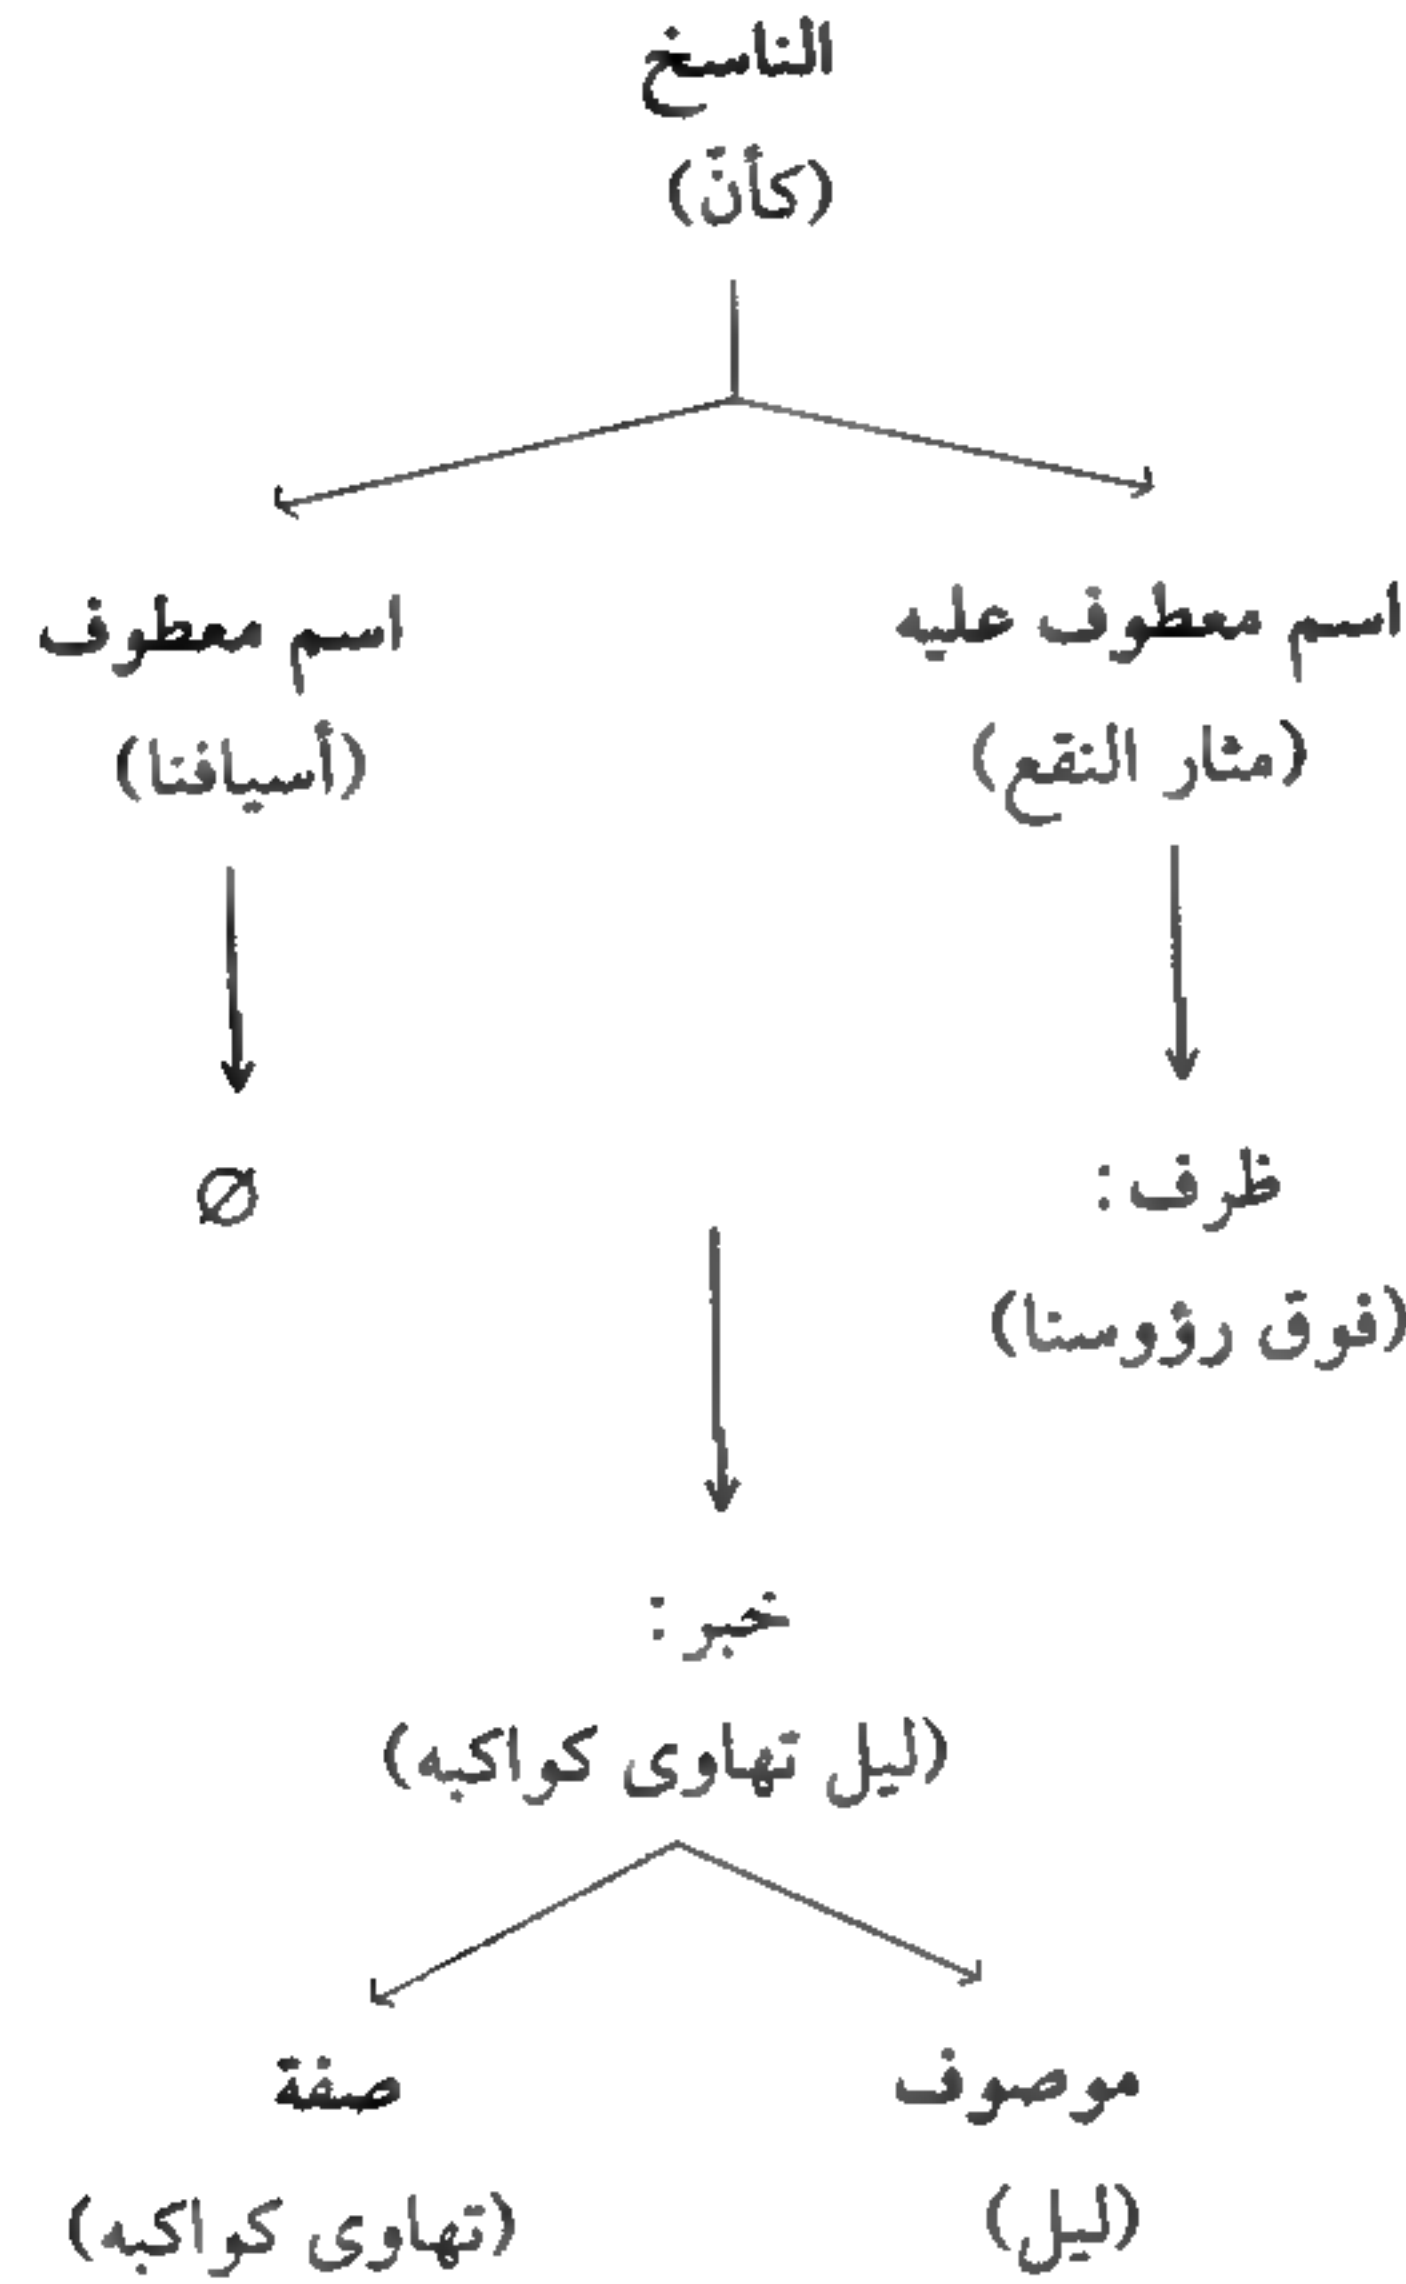 الناسخ
(كأنّ)
اسم معطوف عليه
اسم معطوف
(مثار النقع)
(أسيافنا)
ظرف :
Ø
(فوق رؤوسنا)
خبر :
(ليل تهاوى كواكبه)
موصوف
صفة
(ليل)
(تهاوى كواكبه)